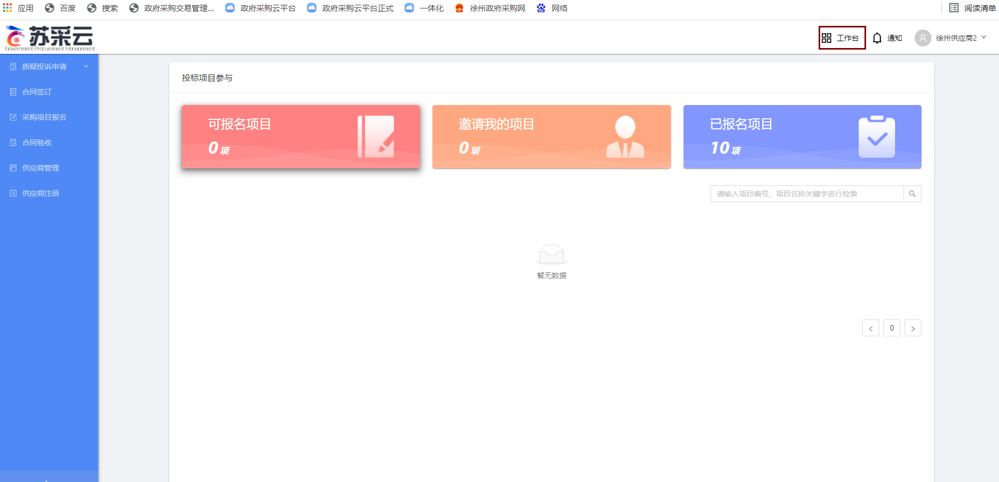 应用 百度 搜索 政府采购交易管理... 政府采购云平台 政府采购云平台正式 一体化 徐州政府采购网 网络 阅读清单
苏采云
Government Procurement Management
工作台 通知 徐州供应商2
质疑投诉申请
合同签订
采购项目报名
合同验收
供应商管理
供应商注册
投标项目参与
可报名项目
0 项
邀请我的项目
0 项
已报名项目
10 项
请输入项目编号、项目名称关键字进行检索
暂无数据
< 0 >